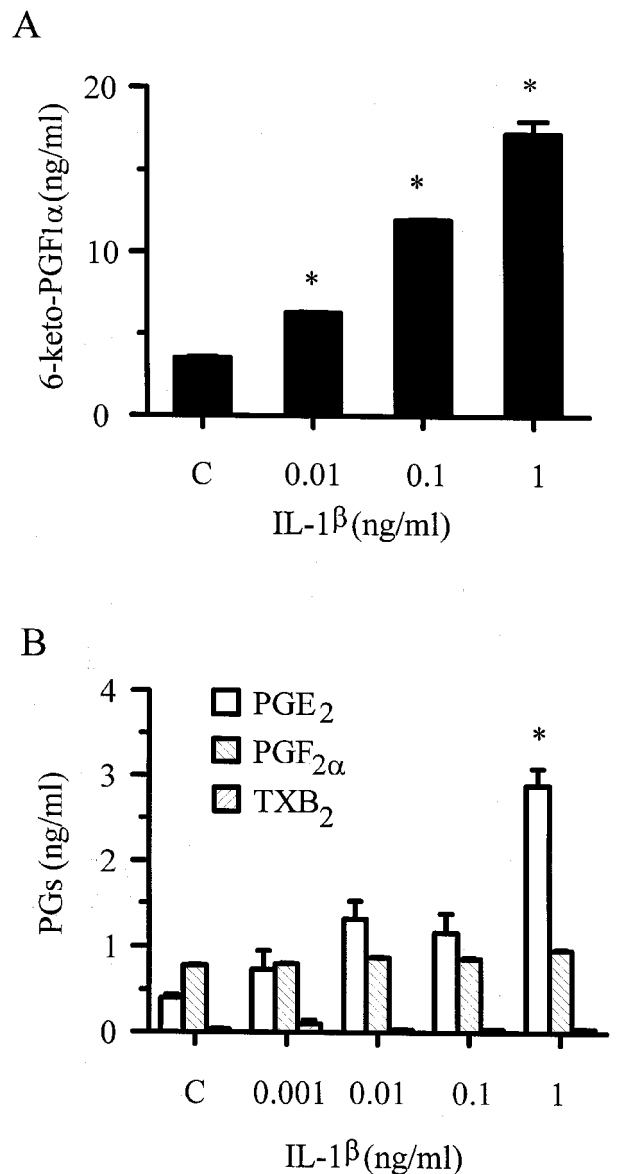 A
6-keto-PGF1α(ng/ml)
20
*
*
10
*
0
C 0.01 0.1 1
IL-1β(ng/ml)
B
PGs (ng/ml)
4
PGE2
*
PGF2α
3
TXB2
2
1
0
C 0.001 0.01 0.1 1
IL-1β(ng/ml)